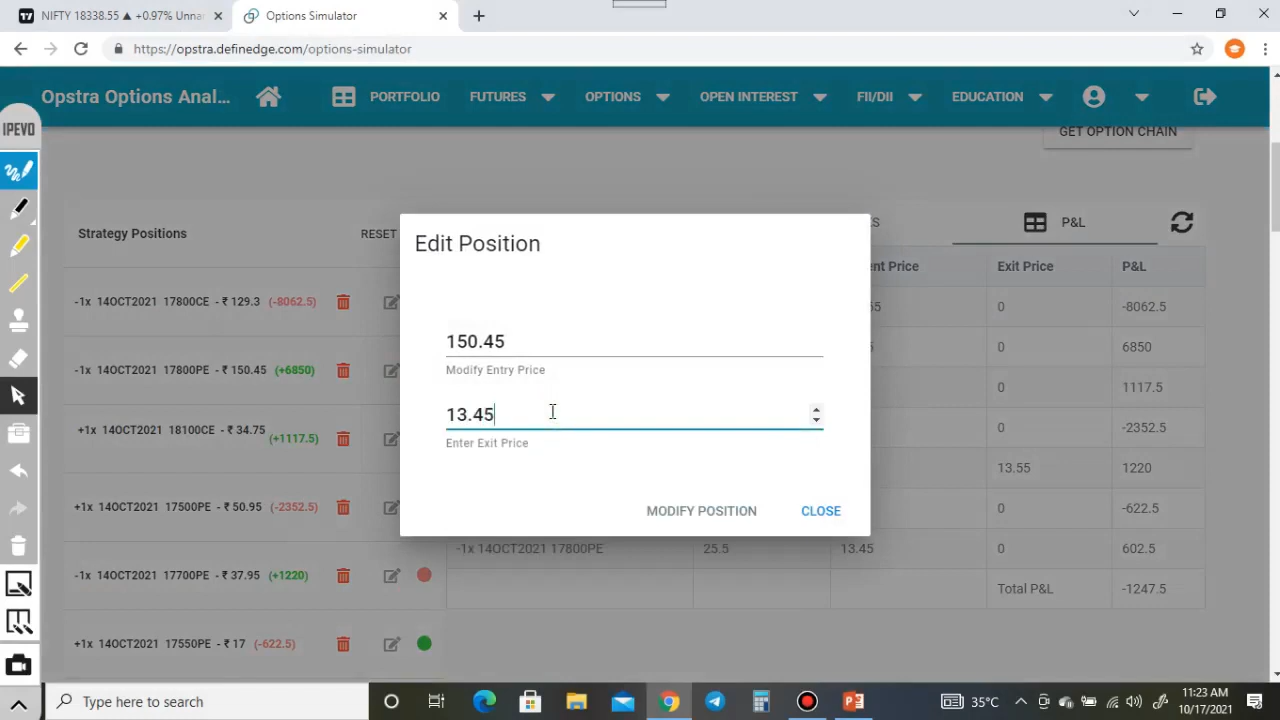 NIFTY 18338.55 ▲ +0.97% Unna
Options Simulator
https://opstra.definedge.com/options-simulator
Opstra Options Anal...
PORTFOLIO
FUTURES
OPTIONS
OPEN INTEREST
FII/DII
EDUCATION
IPEVO
GET OPTION CHAIN
Strategy Positions
RESET
ES
P&L
ent Price
Exit Price
P&L
-1x 14OCT2021 17800CE - ₹ 129.3 (-8062.5)
65
0
-8062.5
-1x 14OCT2021 17800PE - ₹ 150.45 (+6850)
5
0
6850
+1x 14OCT2021 18100CE - ₹ 34.75
(+1117.5)
0
1117.5
0
-2352.5
+1x 14OCT2021 17500PE - ₹ 50.95 (-2352.5)
13.55
1220
-1x 14OCT2021 17700PE - ₹ 37.95 (+1220)
0
-622.5
+1x 14OCT2021 17550PE - ₹ 17 (-622.5)
-1x 14OCT2021 17800PE
25.5
13.45
0
602.5
Total P&L
-1247.5
Edit Position
150.45
Modify Entry Price
13.45
Enter Exit Price
MODIFY POSITION
CLOSE
Type here to search
35°C
11:23 AM
10/17/2021